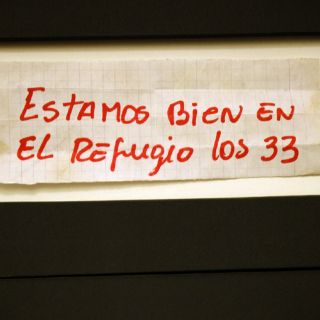 ESTAMOS BiEN EN
EL REfugio los 33